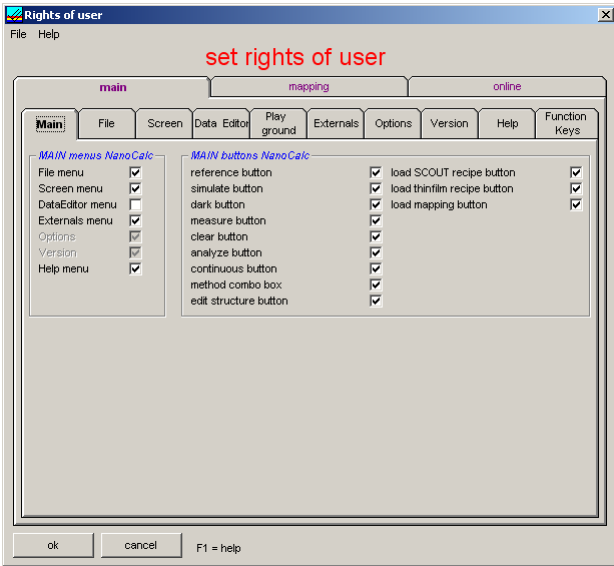 Rights of user
File Help
set rights of user
main mapping online
Main File Screen Data Editor Play ground Externals Options Version Help Function Keys
MAIN menus NanoCalc
File menu
Screen menu
DataEditor menu
Externals menu
Options
Version
Help menu
MAIN buttons NanoCalc
reference button
simulate button
dark button
measure button
clear button
analyze button
continuous button
method combo box
edit structure button
load SCOUT recipe button
load thinfilm recipe button
load mapping button
ok cancel F1 = help